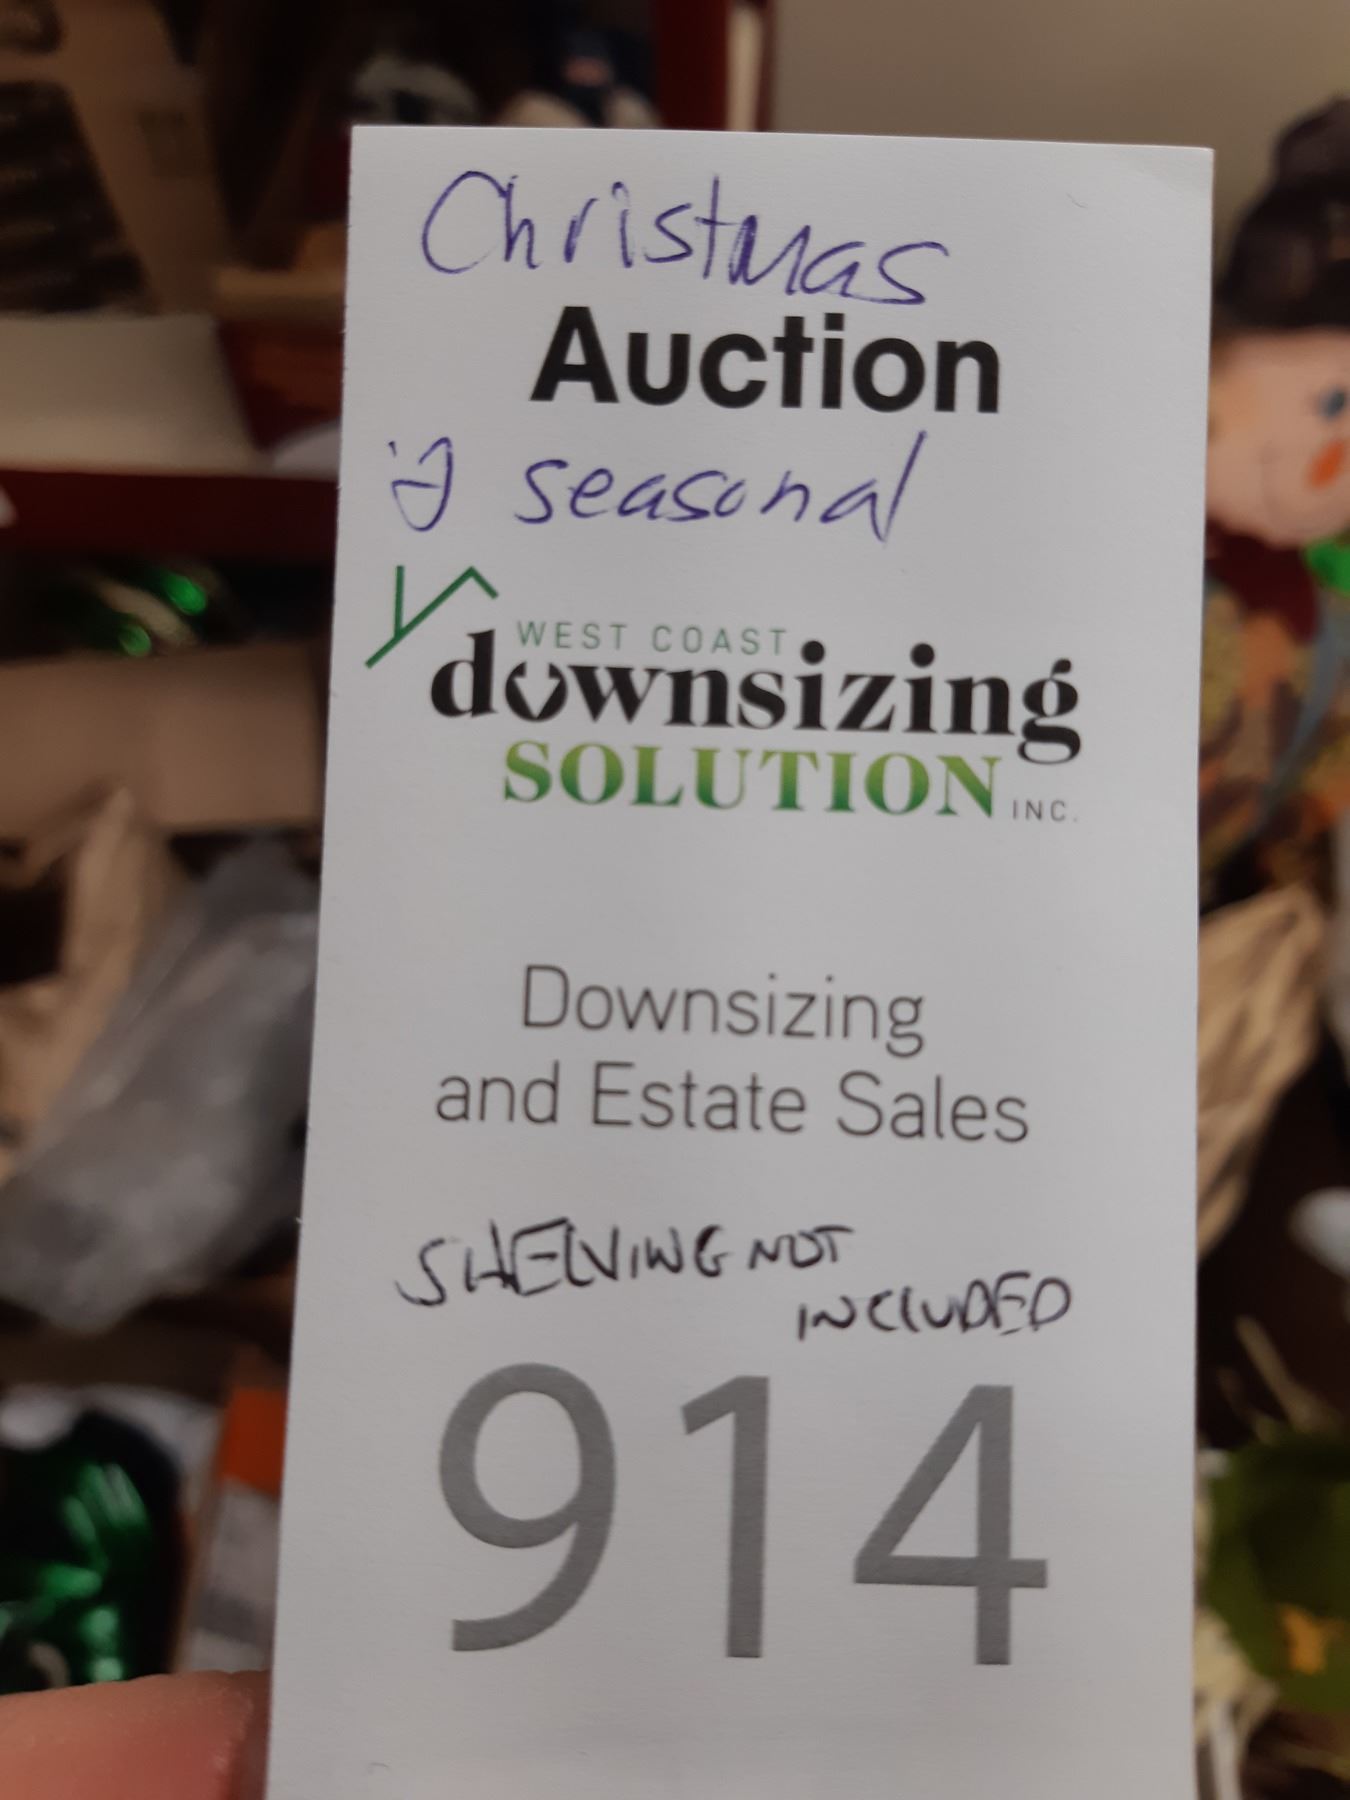 Christmas
Auction
seasonal
WEST COAST
downsizing
SOLUTION INC.
Downsizing
and Estate Sales
SHELVING NOT
INCLUDED
914